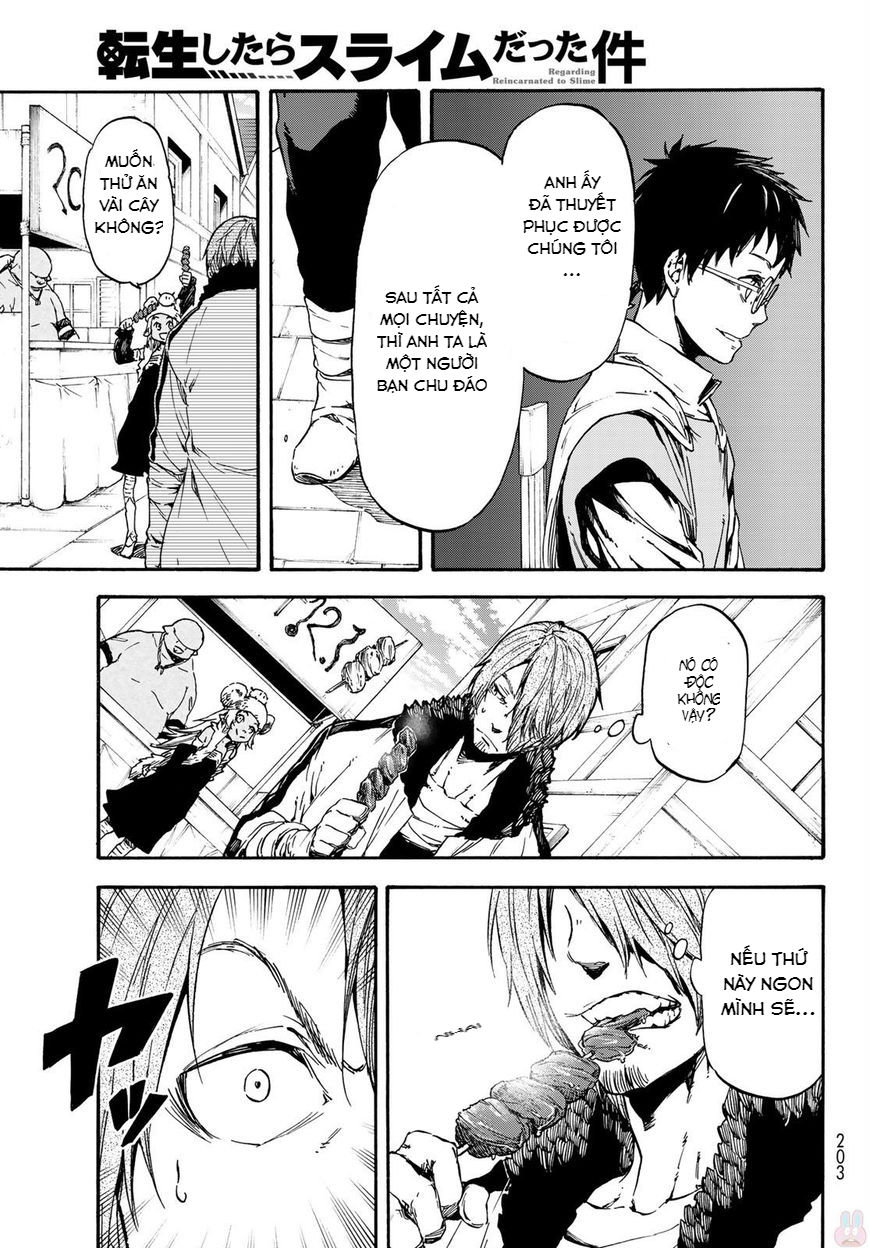 転生したらスライムだった件
Regarding
Reincarnated to Slime
ANH ẤY
ĐÃ THUYẾT
PHỤC ĐƯỢC
CHÚNG TÔI
...
SAU TẤT CẢ
MỌI CHUYỆN,
THÌ ANH TA LÀ
MỘT NGƯỜI
BẠN CHU ĐÁO
MUỐN
THỬ ĂN
VÀI CÂY
KHÔNG?
NÓ CÓ
ĐỘC
KHÔNG
VẬY?
NẾU THỨ
NÀY NGON
MÌNH SẼ...
NHAI
カッ
203